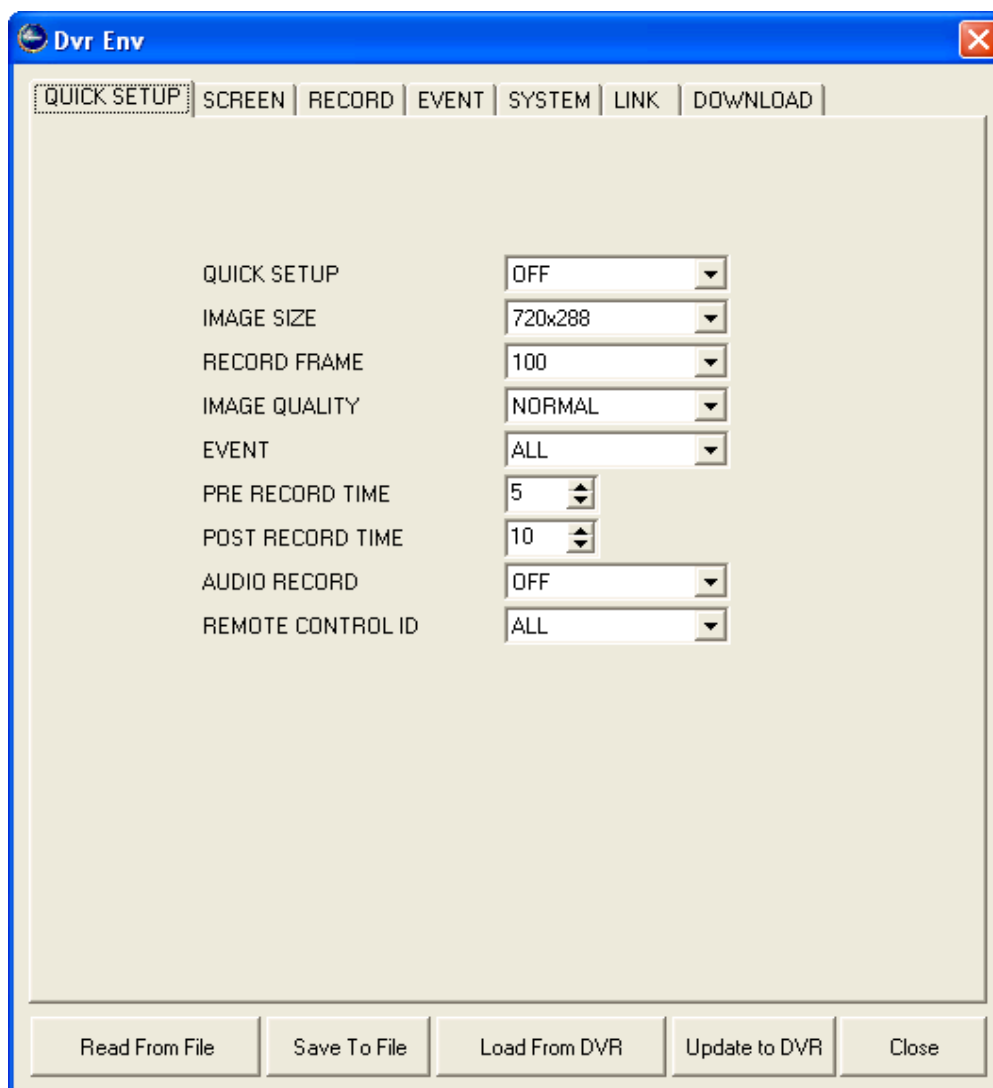 Dvr Env
QUICK SETUP SCREEN RECORD EVENT SYSTEM LINK DOWNLOAD
QUICK SETUP OFF
IMAGE SIZE 720x288
RECORD FRAME 100
IMAGE QUALITY NORMAL
EVENT ALL
PRE RECORD TIME 5
POST RECORD TIME 10
AUDIO RECORD OFF
REMOTE CONTROL ID ALL
Read From File Save To File Load From DVR Update to DVR Close